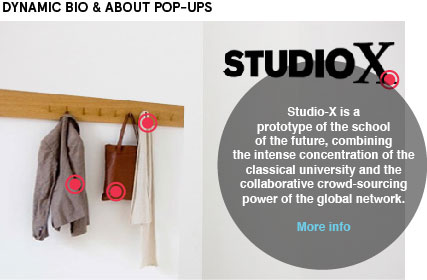 DYNAMIC BIO & ABOUT POP-UPS
STUDIOX
Studio-X is a
prototype of the school
of the future, combining
the intense concentration of the
classical university and the
collaborative crowd-sourcing
power of the global network.
More info